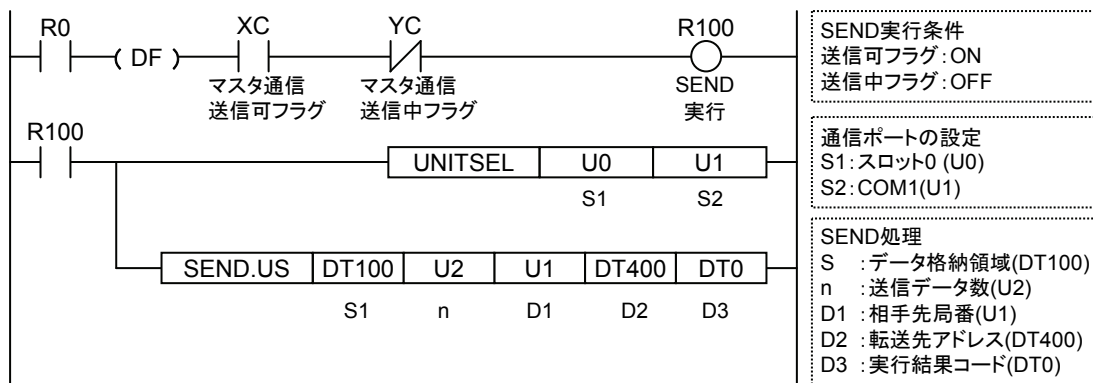 R0 XC YC R100
( DF )
マスタ通信 送信可フラグ
マスタ通信 送信中フラグ
SEND 実行
R100
UNITSEL U0 U1
S1 S2
SEND.US DT100 U2 U1 DT400 DT0
S1 n D1 D2 D3
SEND実行条件
送信可フラグ:ON
送信中フラグ:OFF
通信ポートの設定
S1:スロット0 (U0)
S2:COM1(U1)
SEND処理
S :データ格納領域(DT100)
n :送信データ数(U2)
D1 :相手先局番(U1)
D2 :転送先アドレス(DT400)
D3 :実行結果コード(DT0)